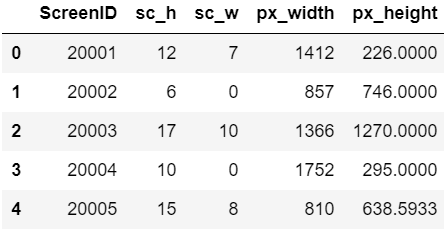 ScreenID sc_h sc_w px_width px_height
0 20001 12 7 1412 226.0000
1 20002 6 0 857 746.0000
2 20003 17 10 1366 1270.0000
3 20004 10 0 1752 295.0000
4 20005 15 8 810 638.5933